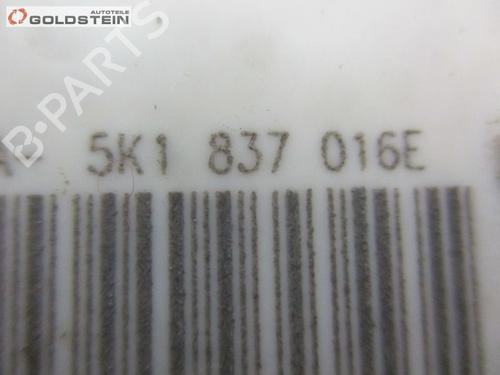 AUTOTEILE
GOLDSTEIN
B-PARTS
A- 5K1 837 016E